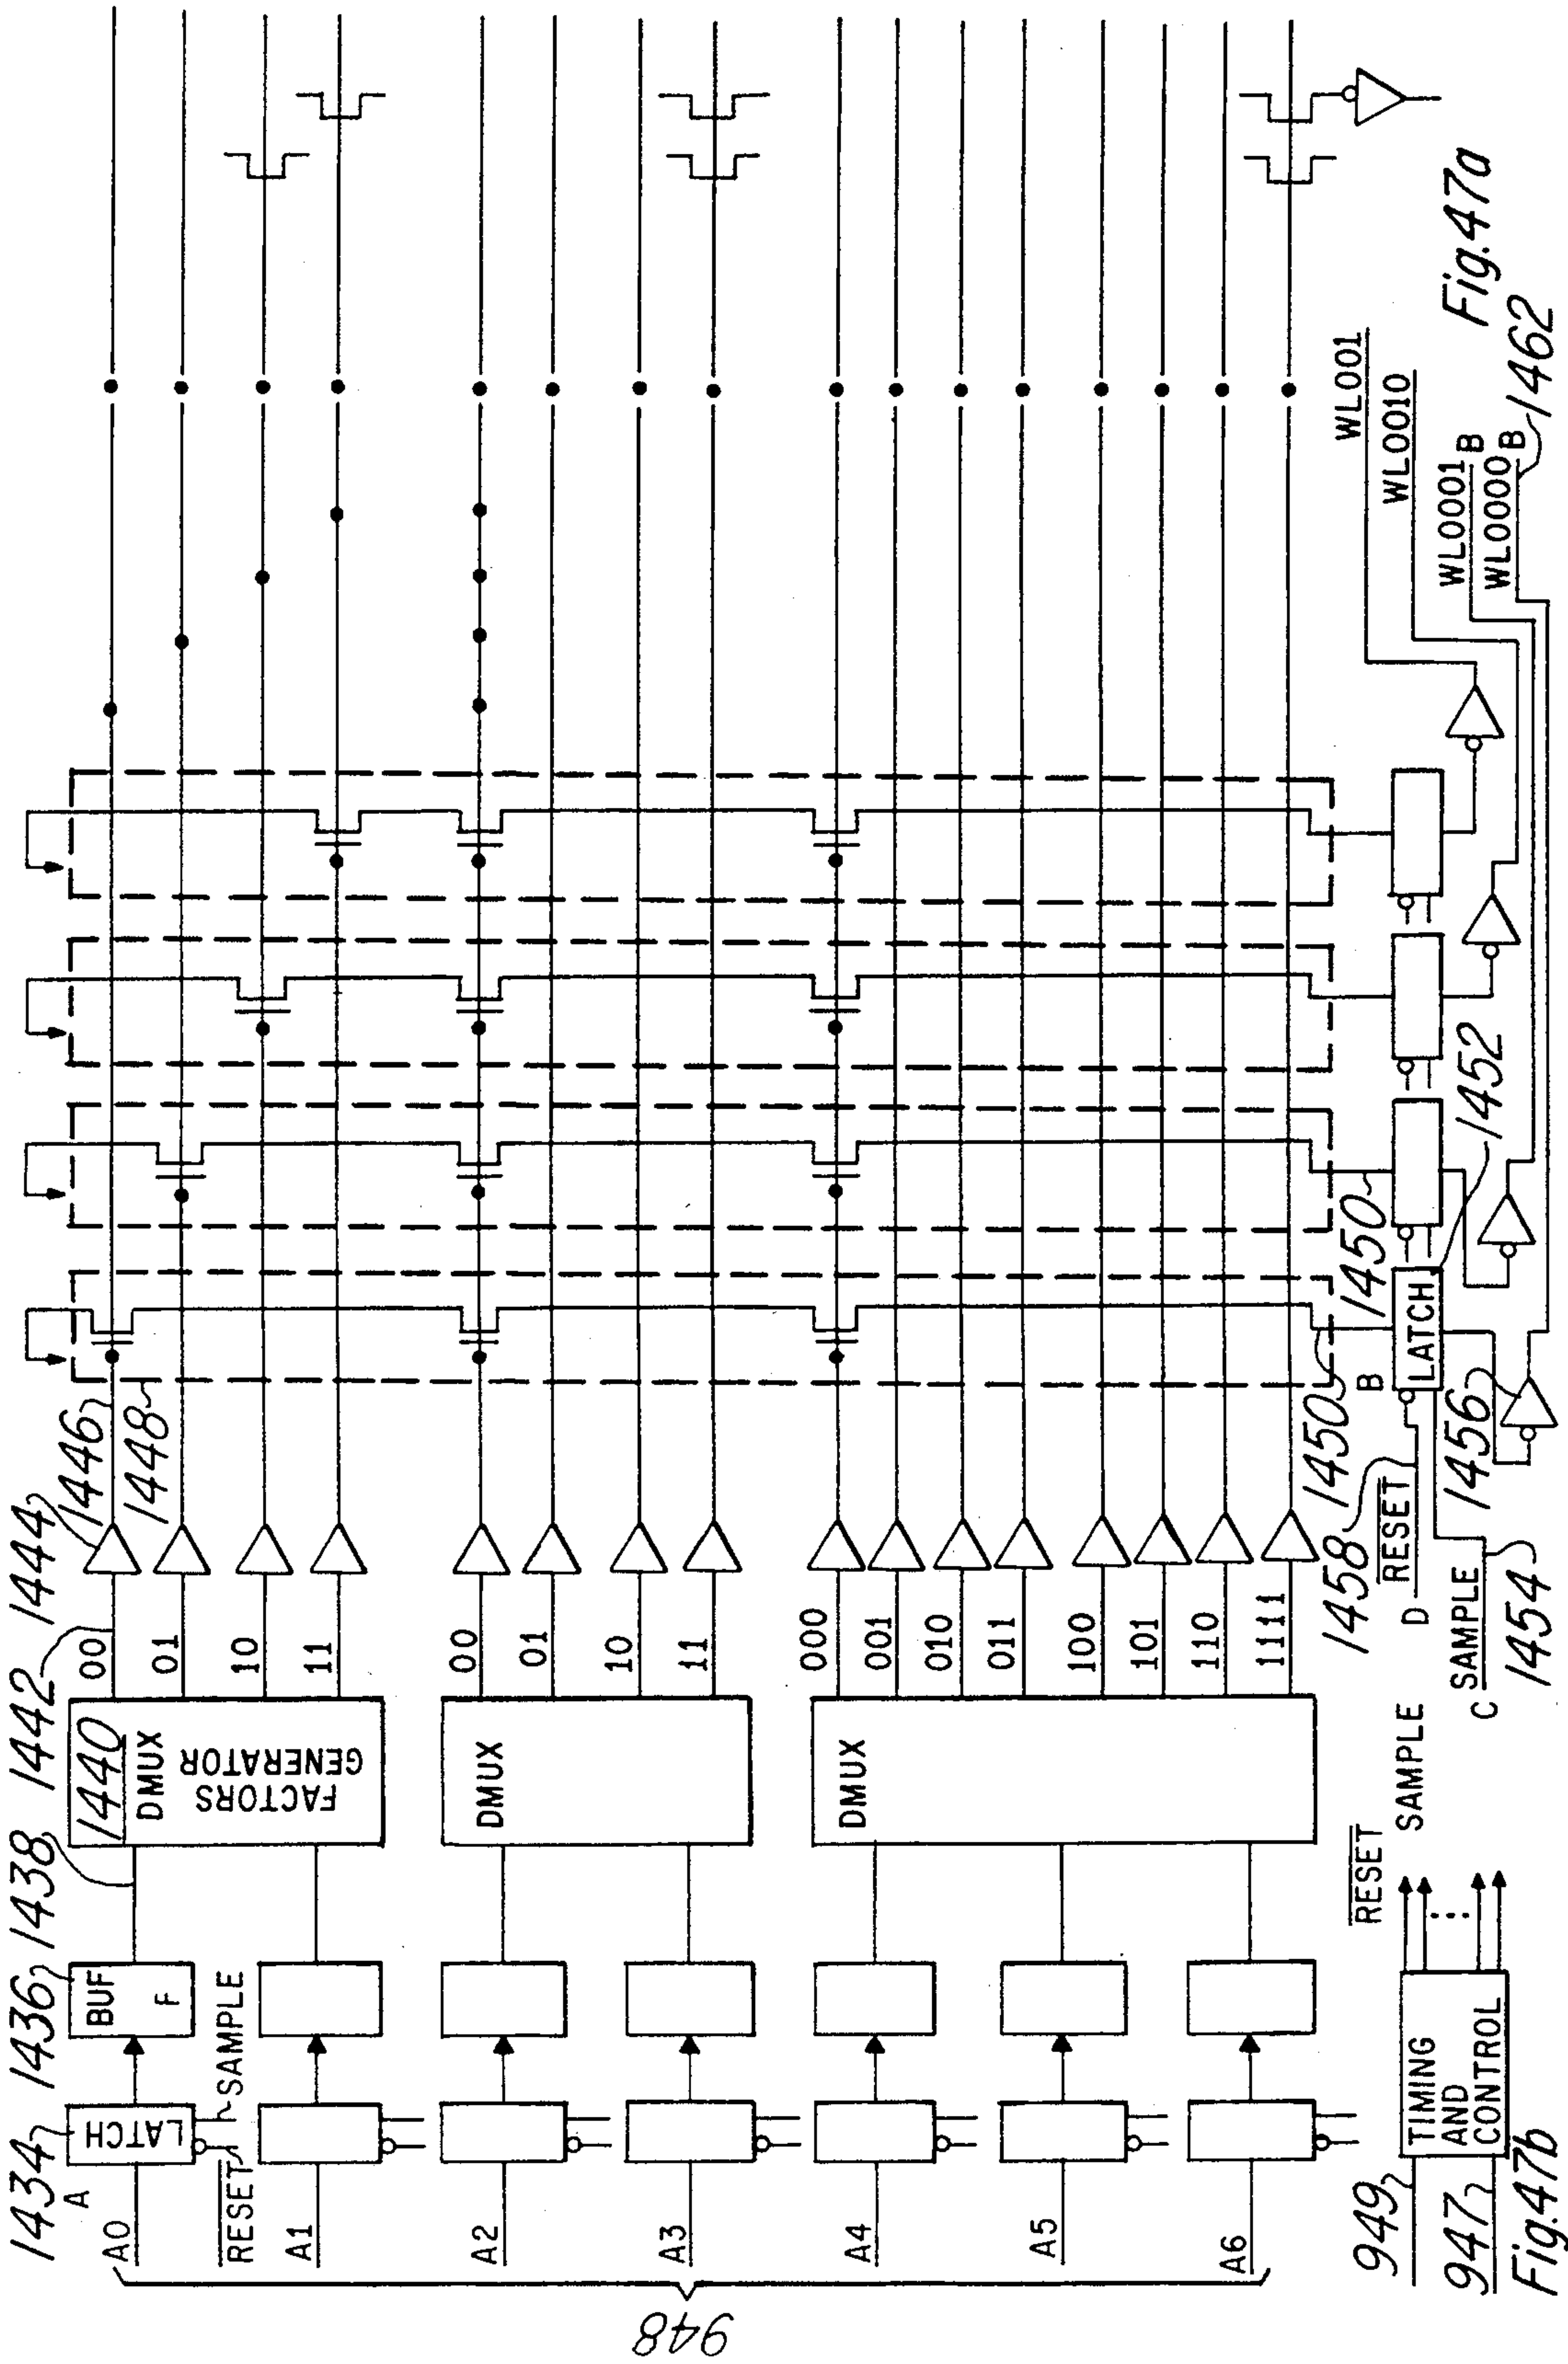 1434
A
LATCH
A0
RESET
SAMPLE
1436
BUF
F
1438
1440
DMUX
FACTORS
GENERATOR
1442
1444
1446
1448
00
01
10
11
A1
A2
A3
DMUX
00
01
10
11
A4
A5
A6
DMUX
000
001
010
011
100
101
110
1111
948
949
947
TIMING
AND
CONTROL
RESET
SAMPLE
Fig.47b
1458
D RESET
C SAMPLE
1454
1450
B
LATCH
1456
1450
1452
WL001
WL0010
WL0001 B
WL0000 B
1462
Fig.47a